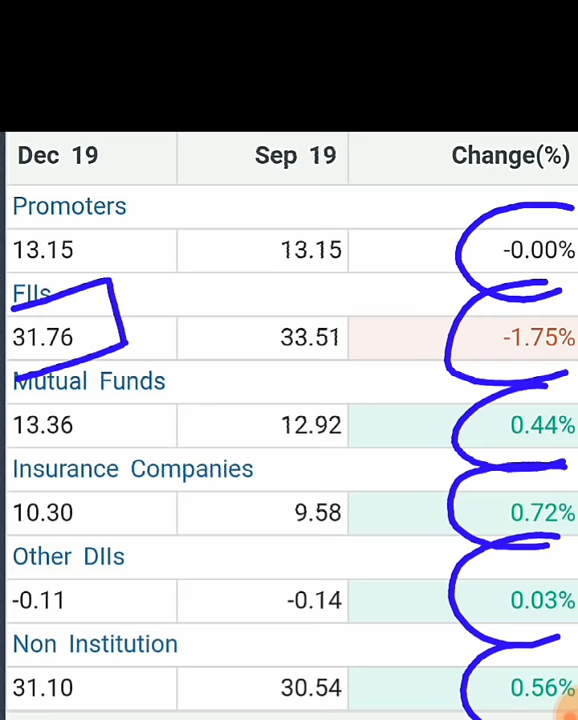 Dec 19 Sep 19 Change(%)
Promoters
13.15 13.15 -0.00%
FIIs
31.76 33.51 -1.75%
Mutual Funds
13.36 12.92 0.44%
Insurance Companies
10.30 9.58 0.72%
Other DIIs
-0.11 -0.14 0.03%
Non Institution
31.10 30.54 0.56%